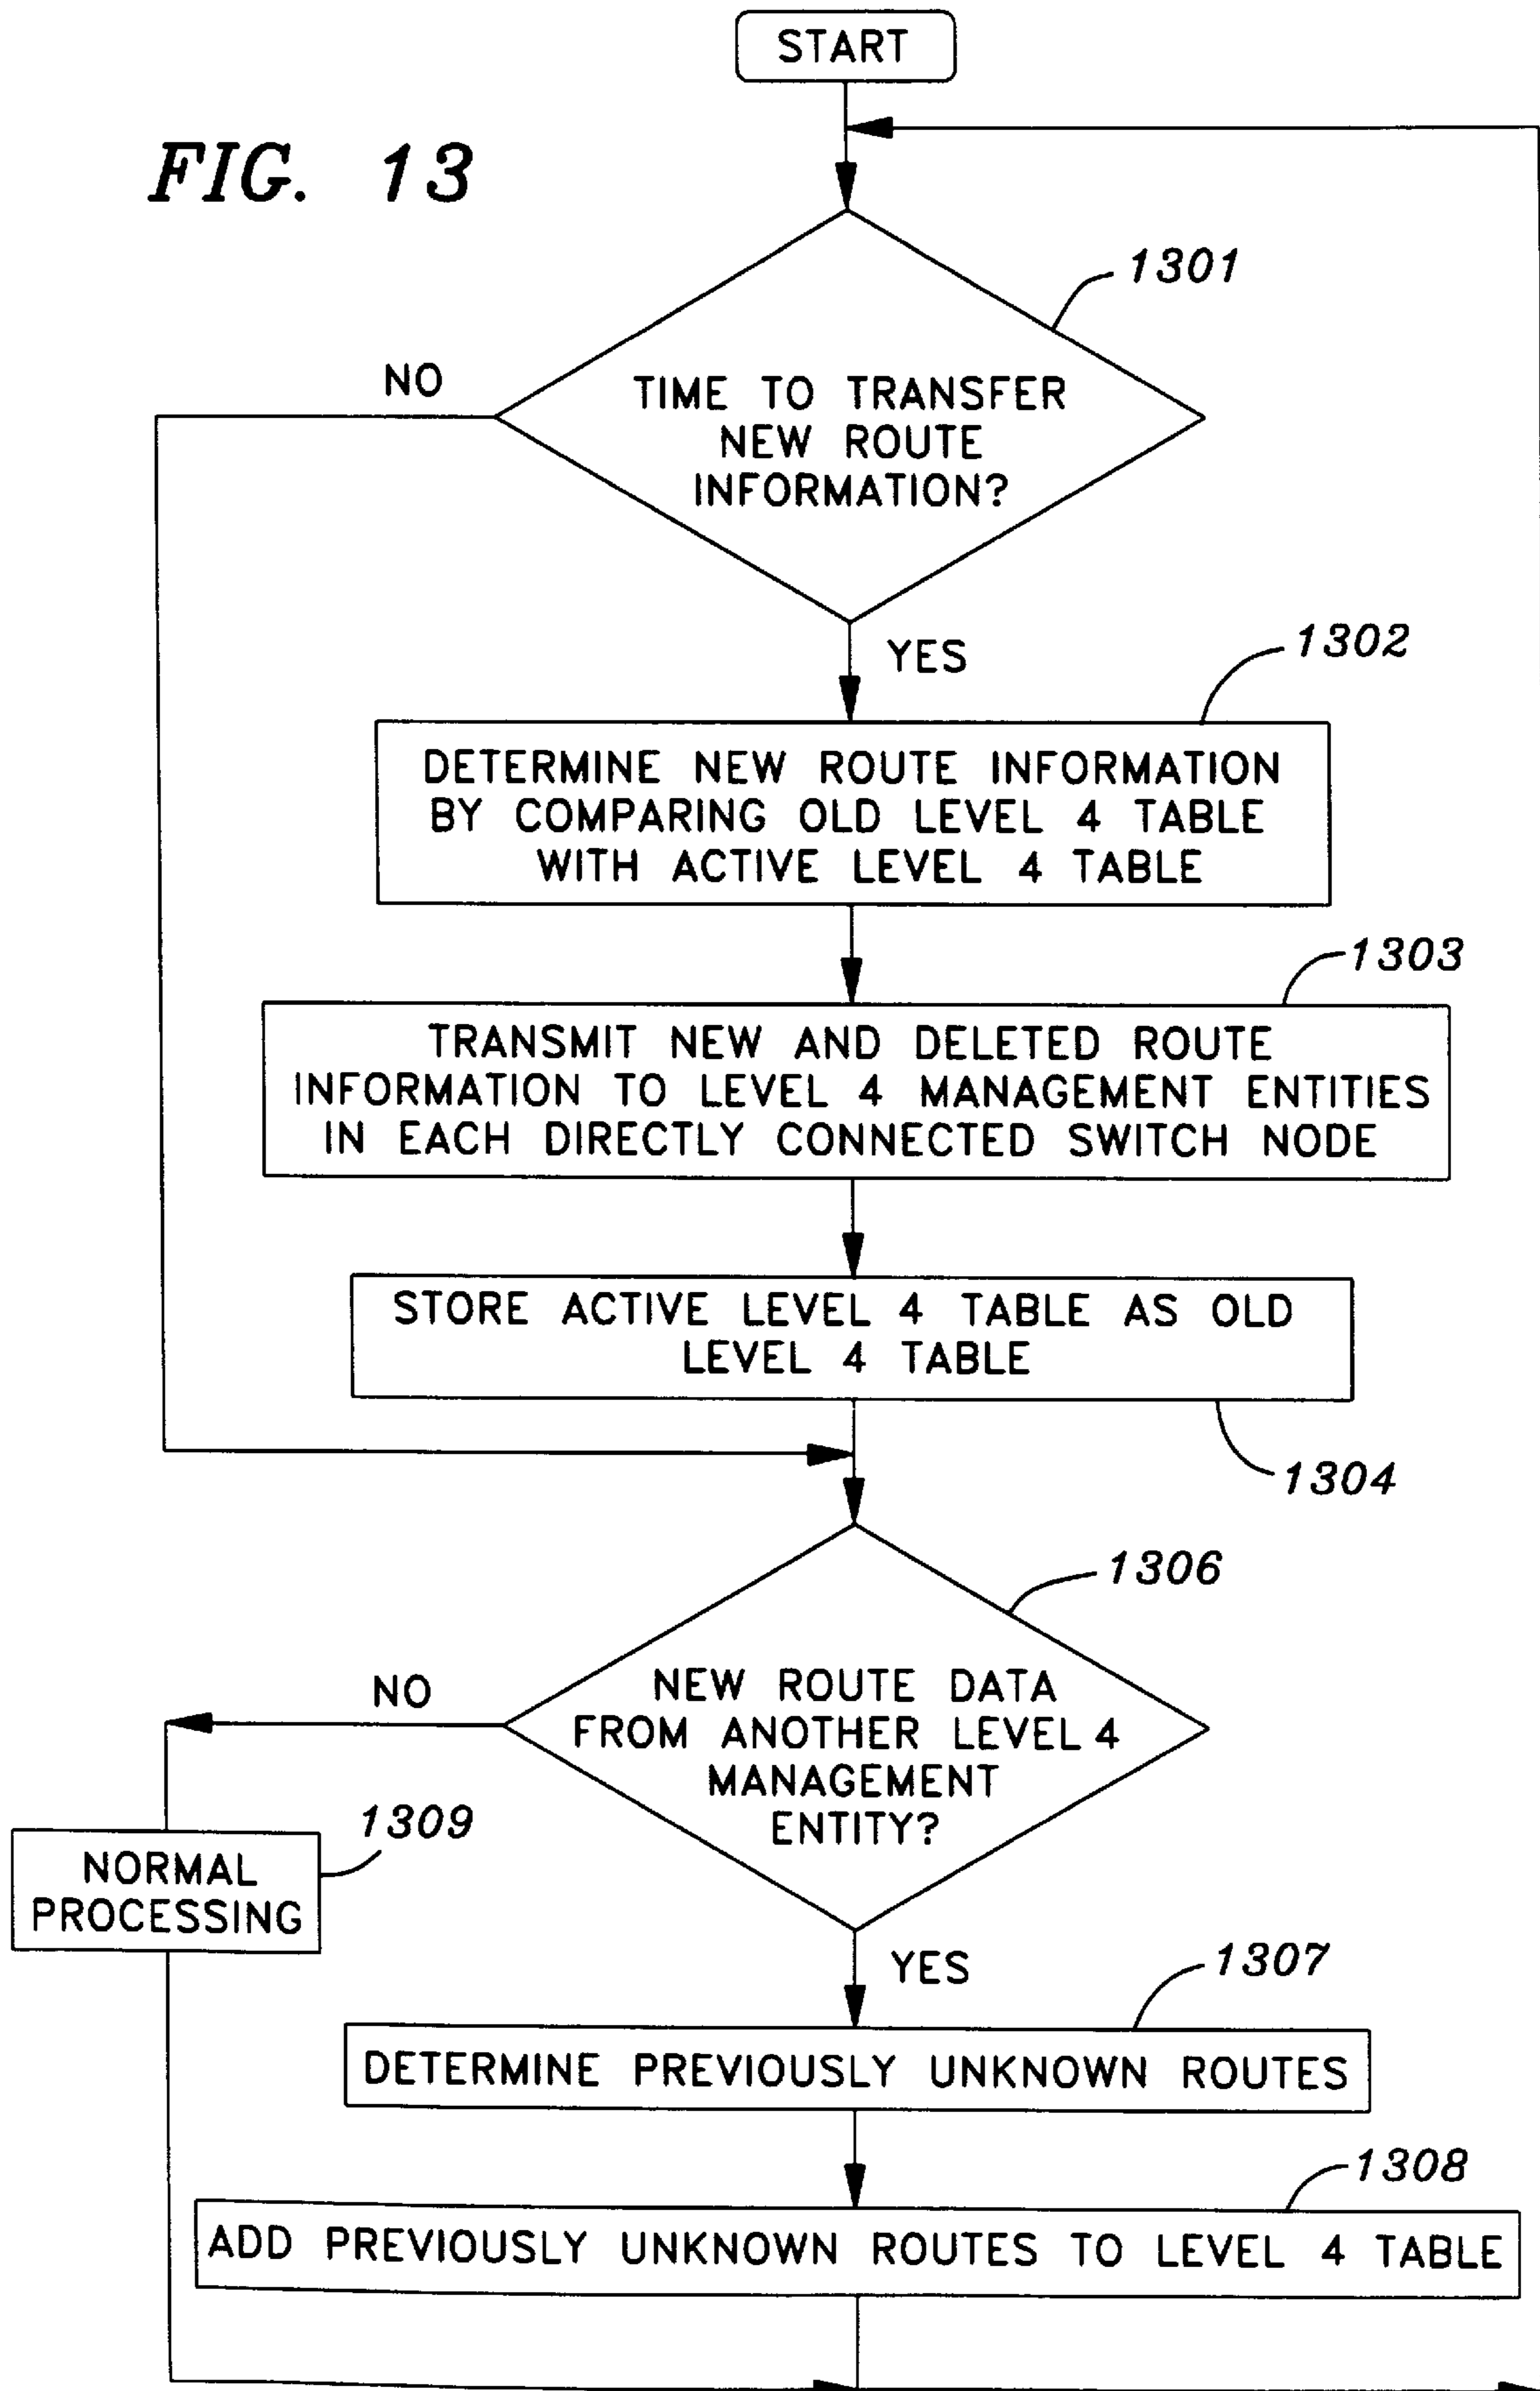 START
FIG. 13
1301
NO
TIME TO TRANSFER
NEW ROUTE
INFORMATION?
YES
1302
DETERMINE NEW ROUTE INFORMATION
BY COMPARING OLD LEVEL 4 TABLE
WITH ACTIVE LEVEL 4 TABLE
1303
TRANSMIT NEW AND DELETED ROUTE
INFORMATION TO LEVEL 4 MANAGEMENT ENTITIES
IN EACH DIRECTLY CONNECTED SWITCH NODE
STORE ACTIVE LEVEL 4 TABLE AS OLD
LEVEL 4 TABLE
1304
1306
NO
NEW ROUTE DATA
FROM ANOTHER LEVEL 4
MANAGEMENT
ENTITY?
1309
NORMAL
PROCESSING
YES
1307
DETERMINE PREVIOUSLY UNKNOWN ROUTES
1308
ADD PREVIOUSLY UNKNOWN ROUTES TO LEVEL 4 TABLE